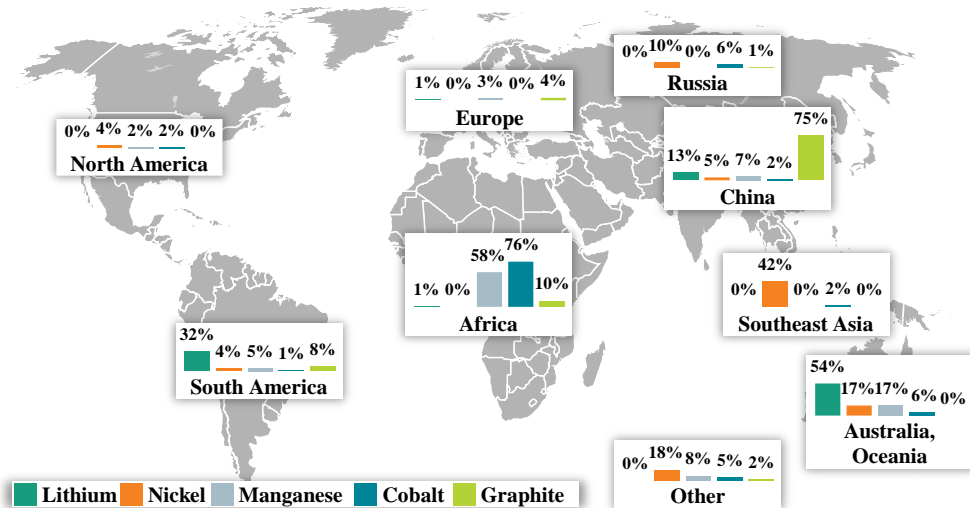 0% 10% 0% 6% 1%
Russia
1% 0% 3% 0% 4%
Europe
75%
13% 5% 7% 2%
China
0% 4% 2% 2% 0%
North America
76%
58%
1% 0% 10%
Africa
42%
0% 0% 2% 0%
Southeast Asia
32%
4% 5% 1% 8%
South America
54%
17% 17% 6% 0%
Australia,
Oceania
0% 18% 8% 5% 2%
Other
Lithium Nickel Manganese Cobalt Graphite